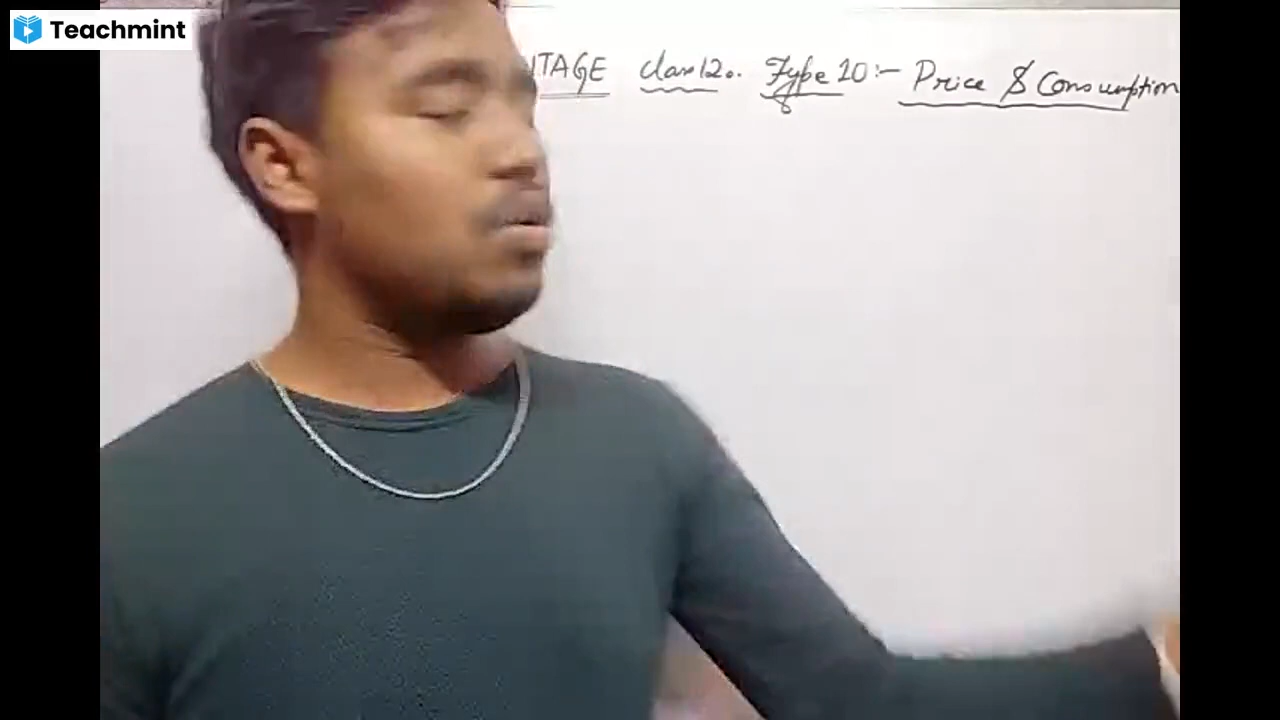 Teachmint
NTAGE Class 12. Type 10:- Price & Consumption